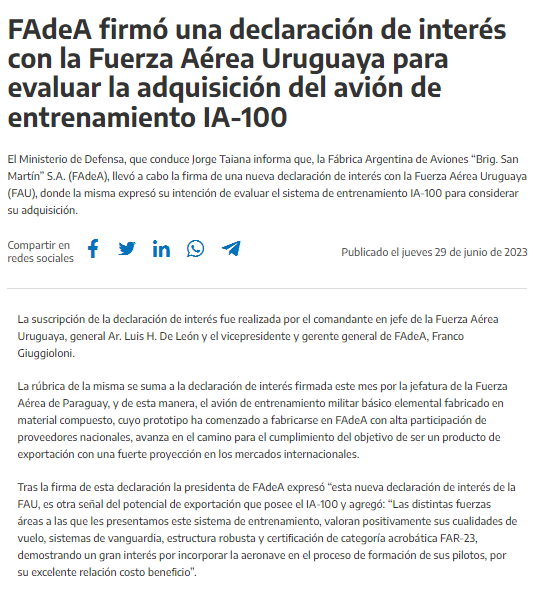 FAdeA firmó una declaración de interés
con la Fuerza Aérea Uruguaya para
evaluar la adquisición del avión de
entrenamiento IA-100
El Ministerio de Defensa, que conduce Jorge Taiana informa que, la Fábrica Argentina de Aviones “Brig. San
Martín” S.A. (FAdeA), llevó a cabo la firma de una nueva declaración de interés con la Fuerza Aérea Uruguaya
(FAU), donde la misma expresó su intención de evaluar el sistema de entrenamiento IA-100 para considerar
su adquisición.
Compartir en
redes sociales
Publicado el jueves 29 de junio de 2023
La suscripción de la declaración de interés fue realizada por el comandante en jefe de la Fuerza Aérea
Uruguaya, general Ar. Luis H. De León y el vicepresidente y gerente general de FAdeA, Franco
Giuggioloni.
La rúbrica de la misma se suma a la declaración de interés firmada este mes por la jefatura de la Fuerza
Aérea de Paraguay, y de esta manera, el avión de entrenamiento militar básico elemental fabricado en
material compuesto, cuyo prototipo ha comenzado a fabricarse en FAdeA con alta participación de
proveedores nacionales, avanza en el camino para el cumplimiento del objetivo de ser un producto de
exportación con una fuerte proyección en los mercados internacionales.
Tras la firma de esta declaración la presidenta de FAdeA expresó “esta nueva declaración de interés de la
FAU, es otra señal del potencial de exportación que posee el IA-100 y agregó: “Las distintas fuerzas
áreas a las que les presentamos este sistema de entrenamiento, valoran positivamente sus cualidades de
vuelo, sistemas de vanguardia, estructura robusta y certificación de categoría acrobática FAR-23,
demostrando un gran interés por incorporar la aeronave en el proceso de formación de sus pilotos, por
su excelente relación costo beneficio”.